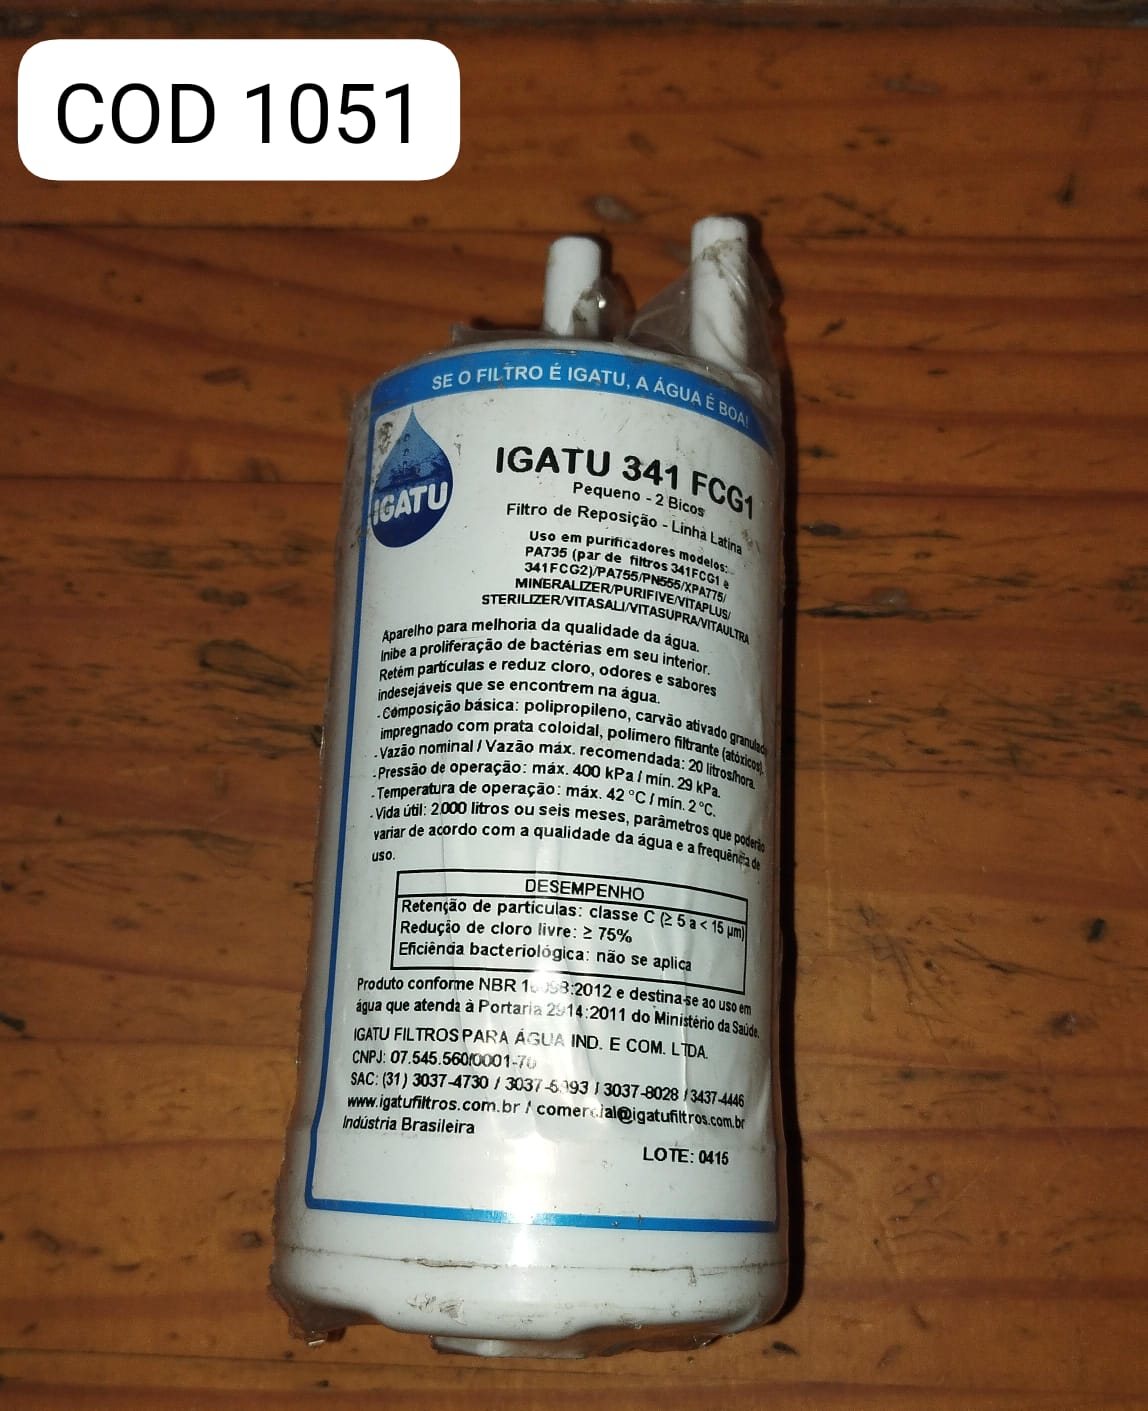 COD 1051
SE O FILTRO É IGATU, A ÁGUA É BOA!
IGATU
IGATU 341 FCG1
Pequeno - 2 Bicos
Filtro de Reposição - Linha Latina
Uso em purificadores modelos:
PA735 (par de filtros 341FCG1 e
341FCG2)/PA755/PN555/XPA775/
MINERALIZER/PURIFIVE/VITAPLUS/
STERILIZER/VITASALI/VITASUPRA/VITAULTRA
Aparelho para melhoria da qualidade da água.
Inibe a proliferação de bactérias em seu interior.
Retém partículas e reduz cloro, odores e sabores
indesejáveis que se encontrem na água.
- Composição básica: polipropileno, carvão ativado granulado
impregnado com prata coloidal, polímero filtrante (atóxicos).
- Vazão nominal / Vazão máx. recomendada: 20 litros/hora.
- Pressão de operação: máx. 400 kPa / mín. 29 kPa.
- Temperatura de operação: máx. 42 °C / mín. 2 °C.
- Vida útil: 2000 litros ou seis meses, parâmetros que poderão
variar de acordo com a qualidade da água e a frequência de
uso.
DESEMPENHO
Retenção de partículas: classe C (≥ 5 a < 15 µm)
Redução de cloro livre: ≥ 75%
Eficiência bacteriológica: não se aplica
Produto conforme NBR :2012 e destina-se ao uso em
água que atenda à Portaria 2914:2011 do Ministério da Saúde.
IGATU FILTROS PARA ÁGUA IND. E COM. LTDA.
CNPJ: 07.545.560/0001-70
SAC: (31) 3037-4730 / / 3037-8028 / 3437-4446
www.igatufiltros.com.br / comercial@igatufiltros.com.br
Indústria Brasileira
LOTE: 0415